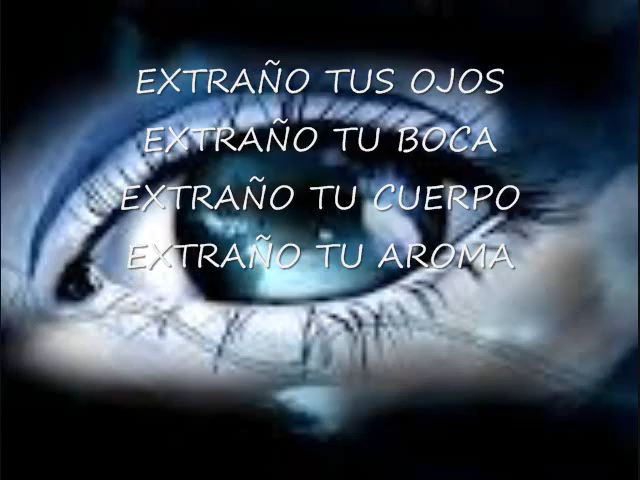 EXTRAÑO TUS OJOS
EXTRAÑO TU BOCA
EXTRAÑO TU CUERPO
EXTRAÑO TU AROMA